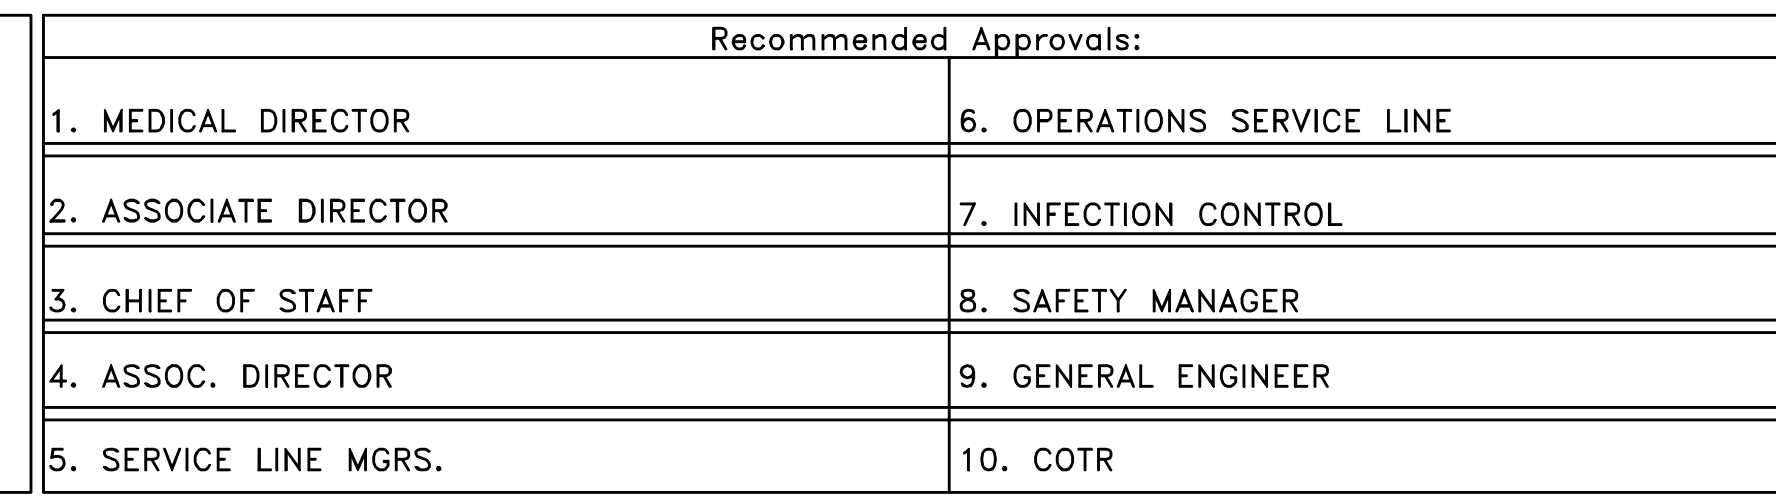 Recommended Approvals:
1. MEDICAL DIRECTOR
2. ASSOCIATE DIRECTOR
3. CHIEF OF STAFF
4. ASSOC. DIRECTOR
5. SERVICE LINE MGRS.
6. OPERATIONS SERVICE LINE
7. INFECTION CONTROL
8. SAFETY MANAGER
9. GENERAL ENGINEER
10. COTR